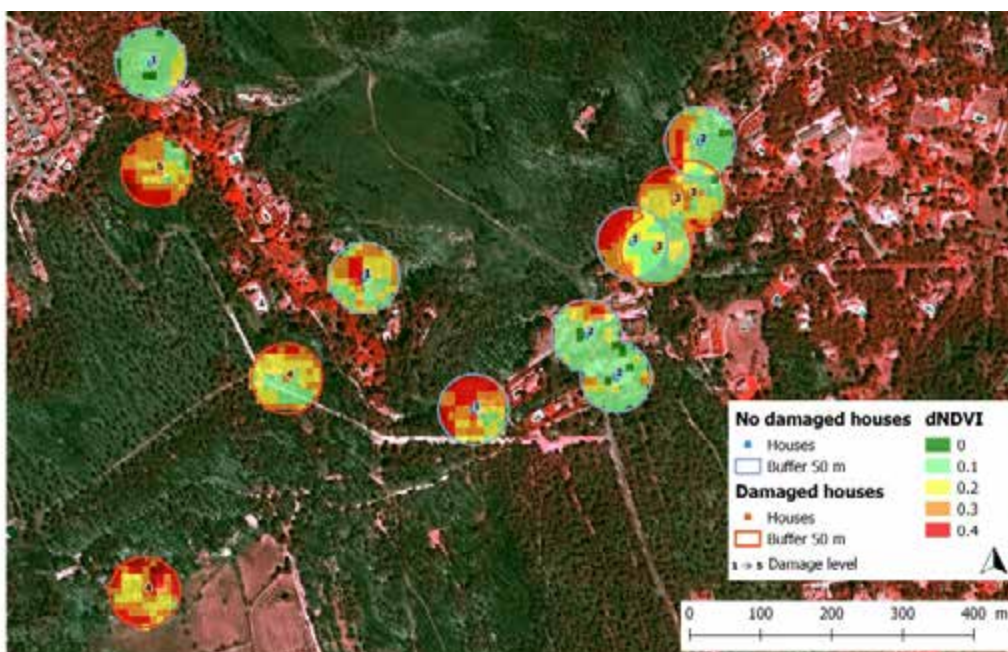 No damaged houses
Houses
Buffer 50 m
Damaged houses
Houses
Buffer 50 m
1 → 5 Damage level
dNDVI
0
0.1
0.2
0.3
0.4
0 100 200 300 400 m